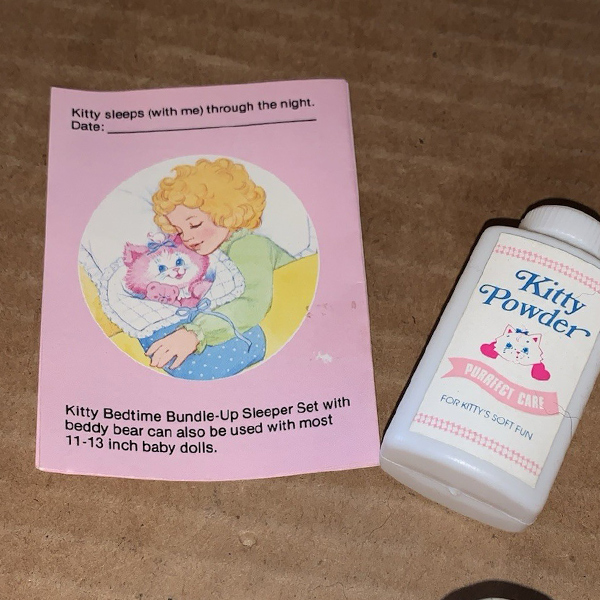 Kitty sleeps (with me) through the night.
Date:
Kitty Bedtime Bundle-Up Sleeper Set with
beddy bear can also be used with most
11-13 inch baby dolls.
Kitty
Powder
PURRFECT CARE
FOR KITTY'S SOFT FUN